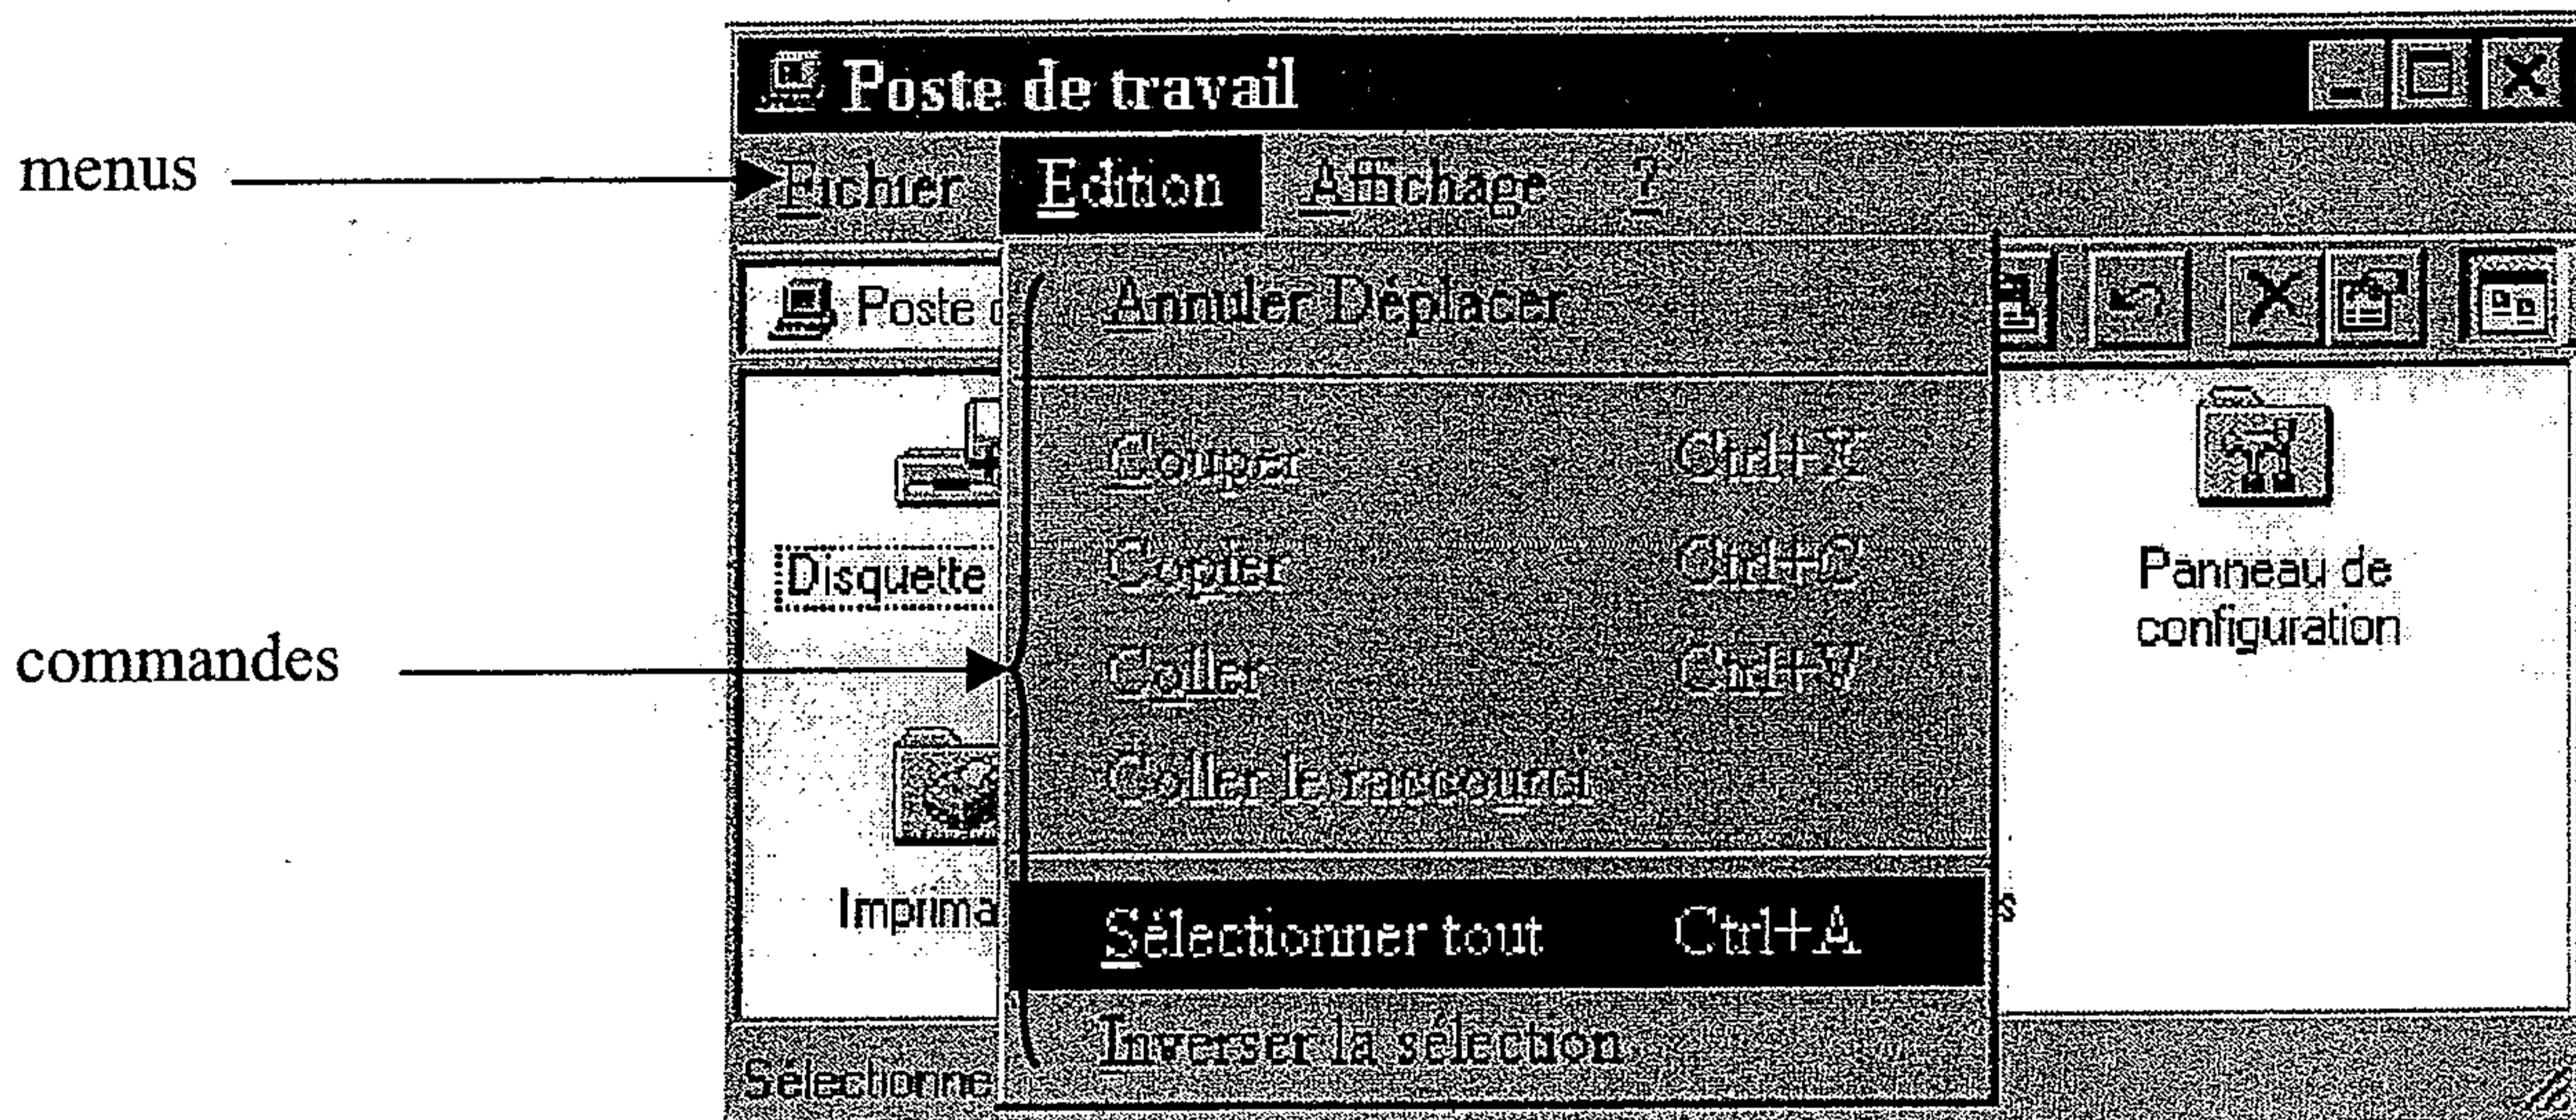 Poste de travail
menus
Fichier Edition Affichage ?
Poste d
Annuler Déplacer
Couper Ctrl+X
Copier Ctrl+C
Disquette
Panneau de
configuration
Coller Ctrl+V
commandes
Coller le raccourci
Imprima
s
Sélectionner tout Ctrl+A
Inverser la sélection
Sélectionne